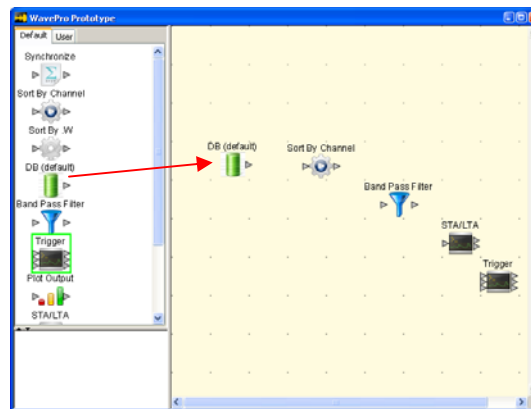 WavePro Prototype
Default User
Synchronize
Sort By Channel
Sort By .W
DB (default)
Band Pass Filter
Trigger
Plot Output
STA/LTA
DB (default)
Sort By Channel
Band Pass Filter
STA/LTA
Trigger